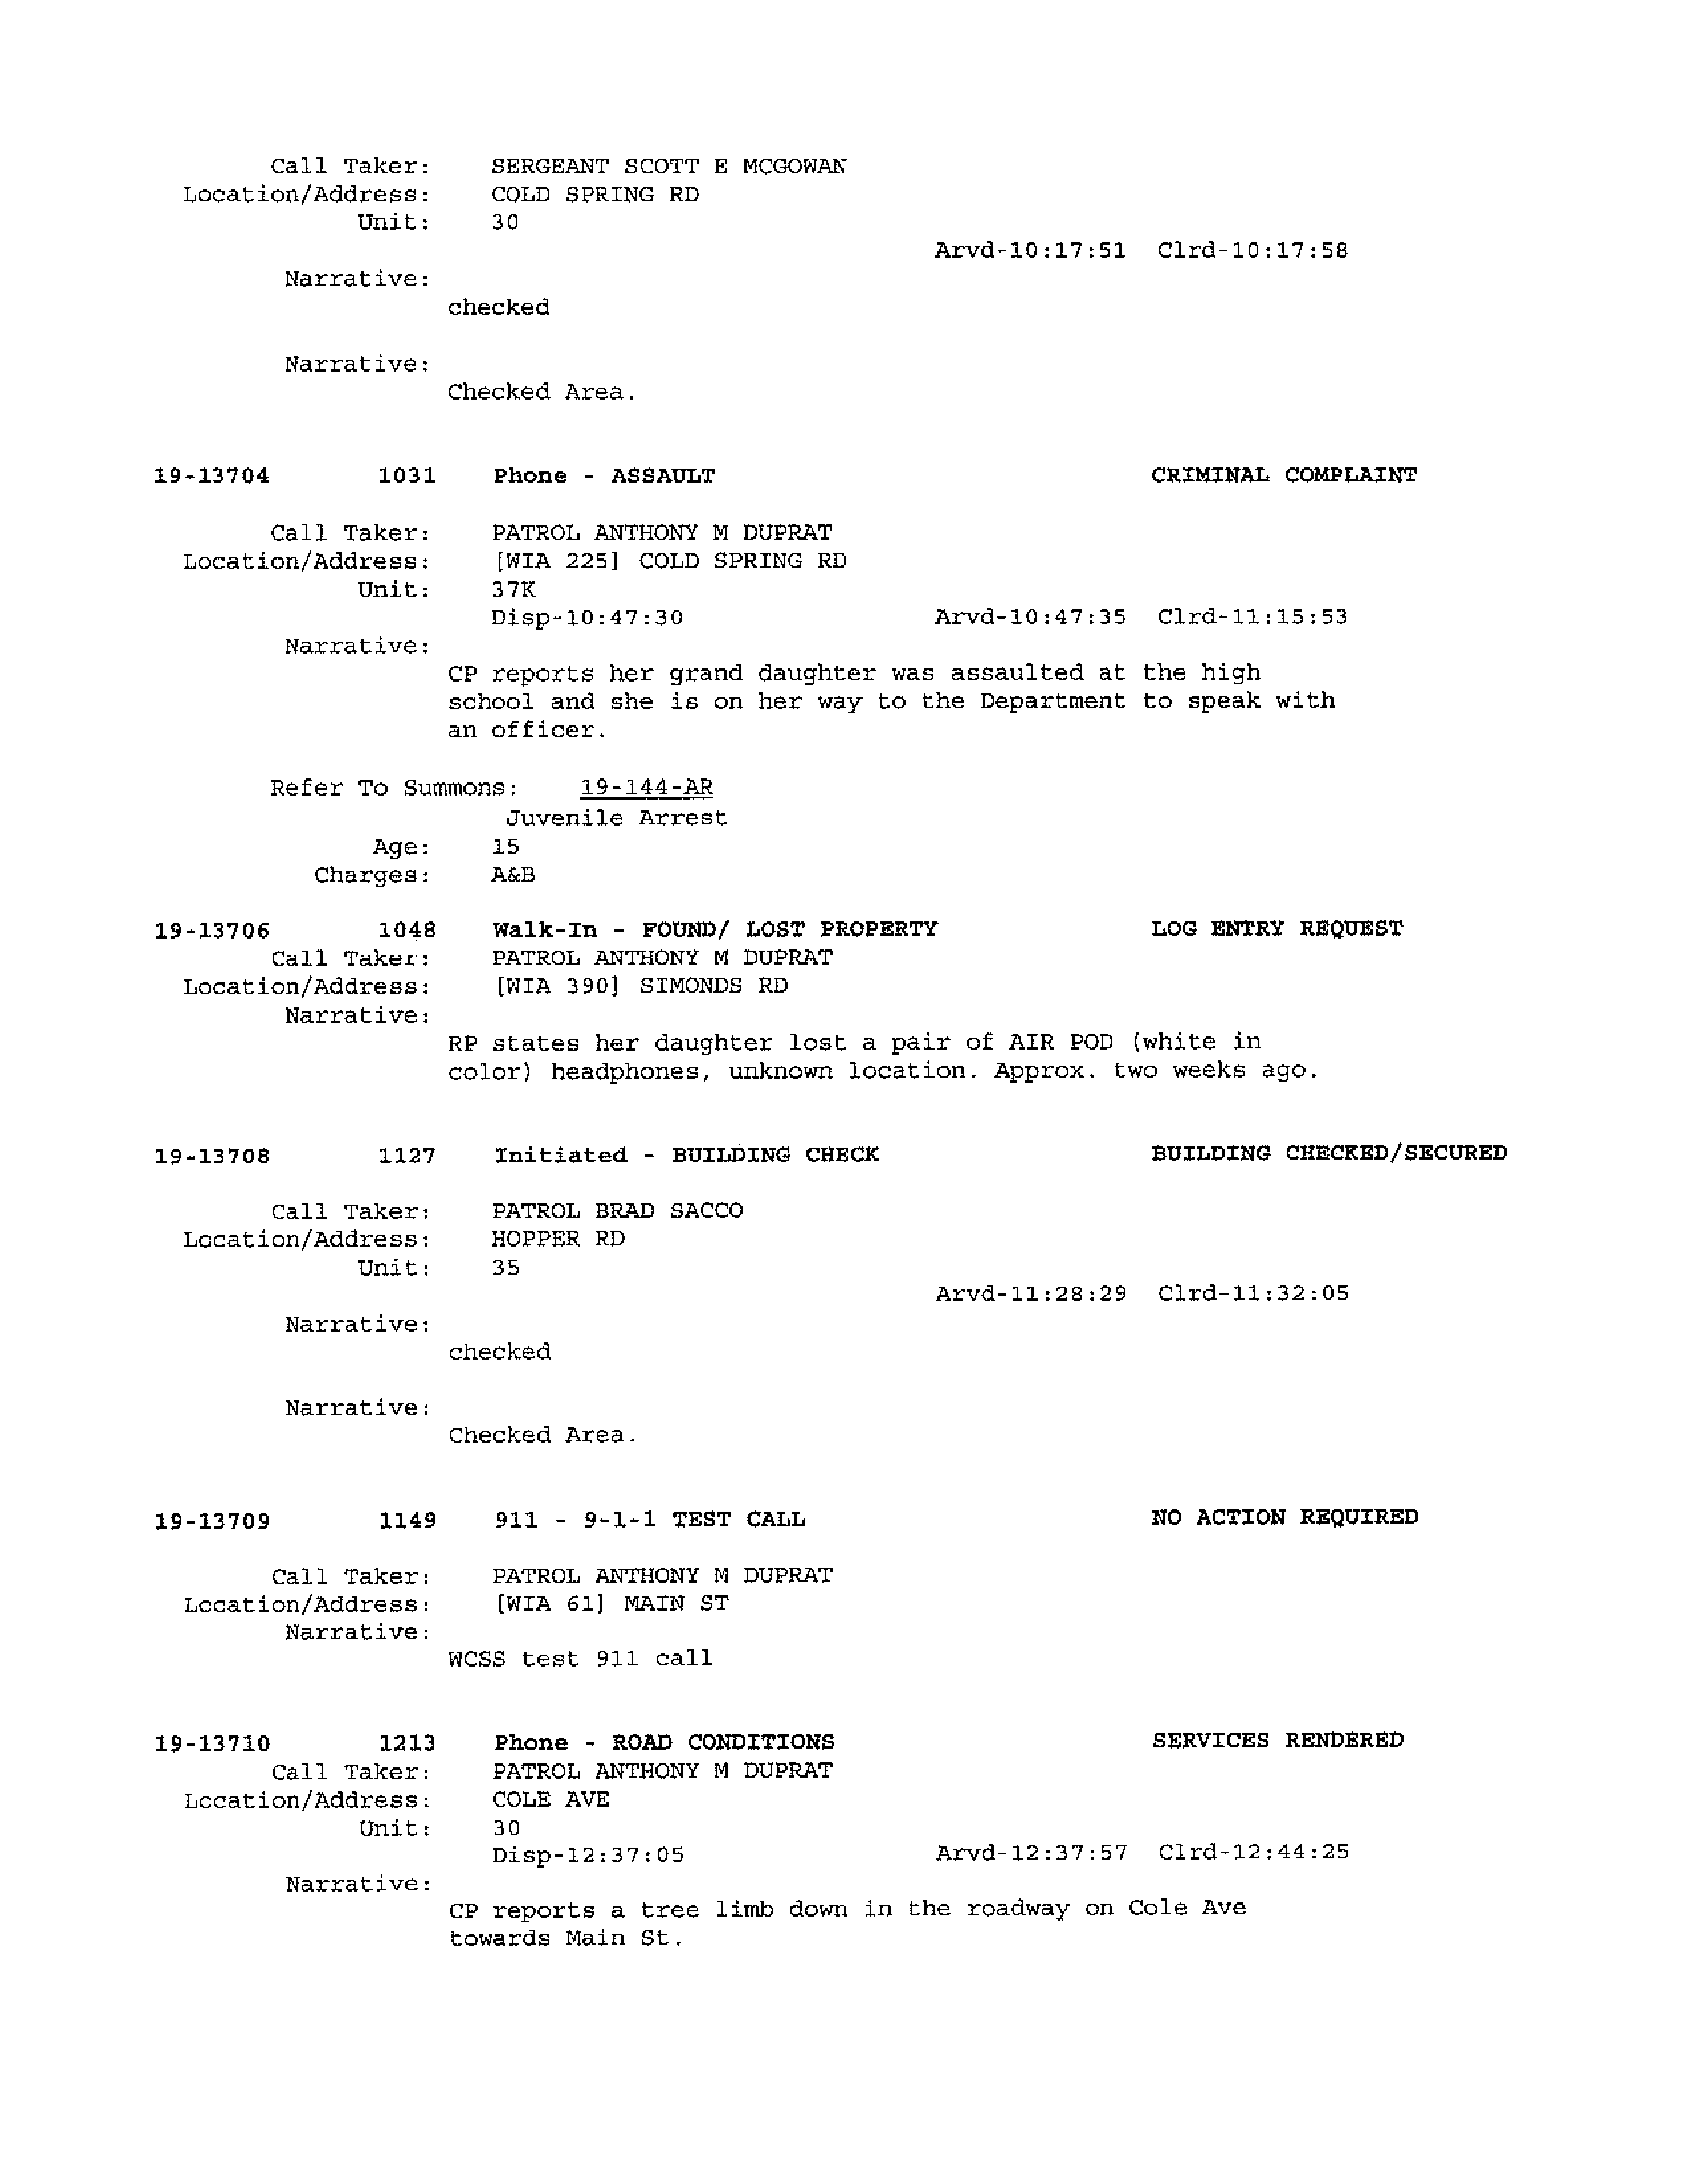 Call Taker: SERGEANT SCOTT E MCGOWAN
Location/Address: COLD SPRING RD
Unit: 30
Arvd-10:17:51 Clrd-10:17:58
Narrative:
checked
Narrative:
Checked Area.
19-13704 1031 Phone - ASSAULT CRIMINAL COMPLAINT
Call Taker: PATROL ANTHONY M DUPRAT
Location/Address: [WIA 225] COLD SPRING RD
Unit: 37K
Disp-10:47:30 Arvd-10:47:35 Clrd-11:15:53
Narrative:
CP reports her grand daughter was assaulted at the high
school and she is on her way to the Department to speak with
an officer.
Refer To Summons: 19-144-AR
Juvenile Arrest
Age: 15
Charges: A&B
19-13706 1048 Walk-In - FOUND/ LOST PROPERTY LOG ENTRY REQUEST
Call Taker: PATROL ANTHONY M DUPRAT
Location/Address: [WIA 390] SIMONDS RD
Narrative:
RP states her daughter lost a pair of AIR POD (white in
color) headphones, unknown location. Approx. two weeks ago.
19-13708 1127 Initiated - BUILDING CHECK BUILDING CHECKED/SECURED
Call Taker: PATROL BRAD SACCO
Location/Address: HOPPER RD
Unit: 35
Arvd-11:28:29 Clrd-11:32:05
Narrative:
checked
Narrative:
Checked Area.
19-13709 1149 911 - 9-1-1 TEST CALL NO ACTION REQUIRED
Call Taker: PATROL ANTHONY M DUPRAT
Location/Address: [WIA 61] MAIN ST
Narrative:
WCSS test 911 call
19-13710 1213 Phone - ROAD CONDITIONS SERVICES RENDERED
Call Taker: PATROL ANTHONY M DUPRAT
Location/Address: COLE AVE
Unit: 30
Disp-12:37:05 Arvd-12:37:57 Clrd-12:44:25
Narrative:
CP reports a tree limb down in the roadway on Cole Ave
towards Main St.